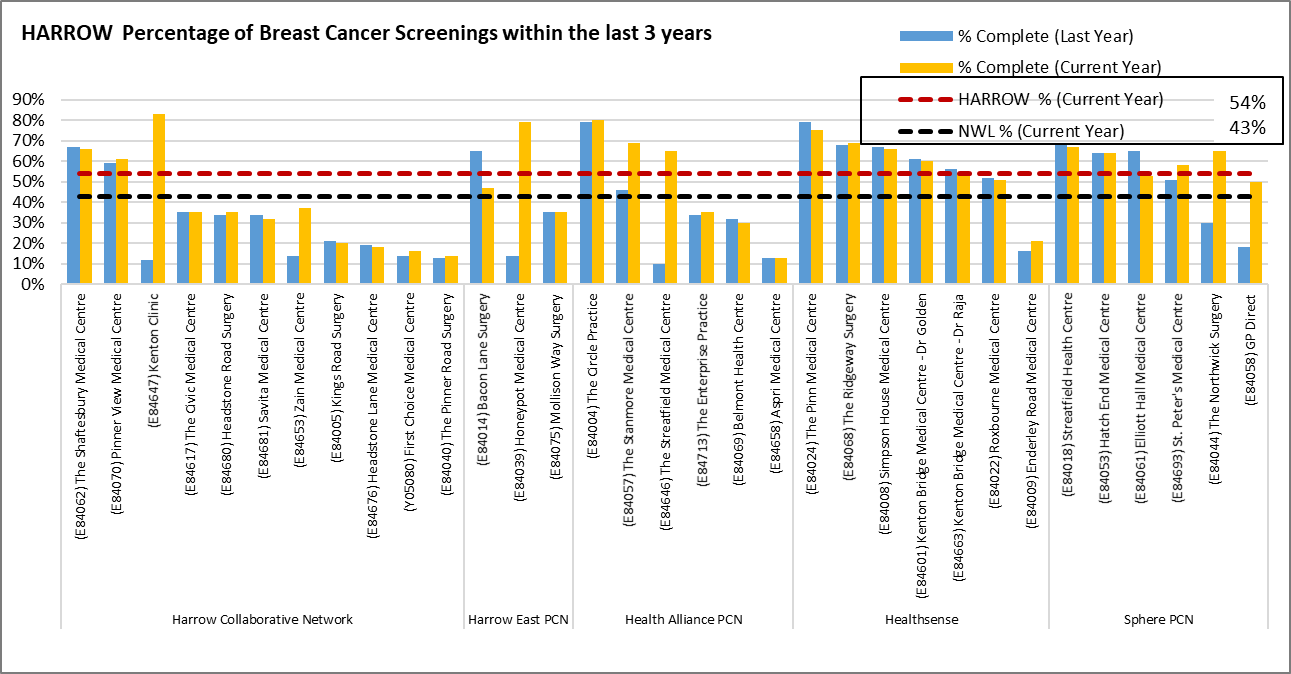 HARROW  Percentage of Breast Cancer Screenings within the last 3 years
% Complete (Last Year)
% Complete (Current Year)
HARROW  % (Current Year) 54%
NWL % (Current Year) 43%
90%
80%
70%
60%
50%
40%
30%
20%
10%
0%
(E84062) The Shaftesbury Medical Centre
(E84070) Pinner View Medical Centre
(E84647) Kenton Clinic
(E84617) The Civic Medical Centre
(E84680) Headstone Road Surgery
(E84681) Savita Medical Centre
(E84653) Zain Medical Centre
(E84005) Kings Road Surgery
(E84676) Headstone Lane Medical Centre
(Y05080) First Choice Medical Centre
(E84040) The Pinner Road Surgery
(E84014) Bacon Lane Surgery
(E84039) Honeypot Medical Centre
(E84075) Mollison Way Surgery
(E84004) The Circle Practice
(E84057) The Stanmore Medical Centre
(E84646) The Streatfield Medical Centre
(E84713) The Enterprise Practice
(E84069) Belmont Health Centre
(E84658) Aspri Medical Centre
(E84024) The Pinn Medical Centre
(E84068) The Ridgeway Surgery
(E84008) Simpson House Medical Centre
(E84601) Kenton Bridge Medical Centre - Dr Golden
(E84663) Kenton Bridge Medical Centre - Dr Raja
(E84022) Roxbourne Medical Centre
(E84009) Enderley Road Medical Centre
(E84018) Streatfield Health Centre
(E84053) Hatch End Medical Centre
(E84061) Elliott Hall Medical Centre
(E84693) St. Peter's Medical Centre
(E84044) The Northwick Surgery
(E84058) GP Direct
Harrow Collaborative Network
Harrow East PCN
Health Alliance PCN
Healthsense
Sphere PCN